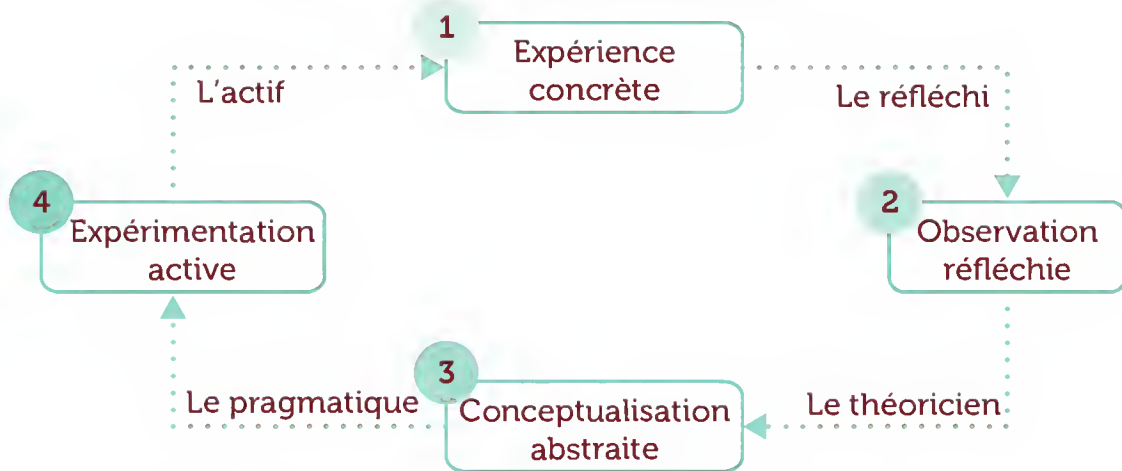 1
Expérience
concrète
L'actif
Le réfléchi
4
Expérimentation
active
2
Observation
réfléchie
3
Conceptualisation
abstraite
Le pragmatique
Le théoricien